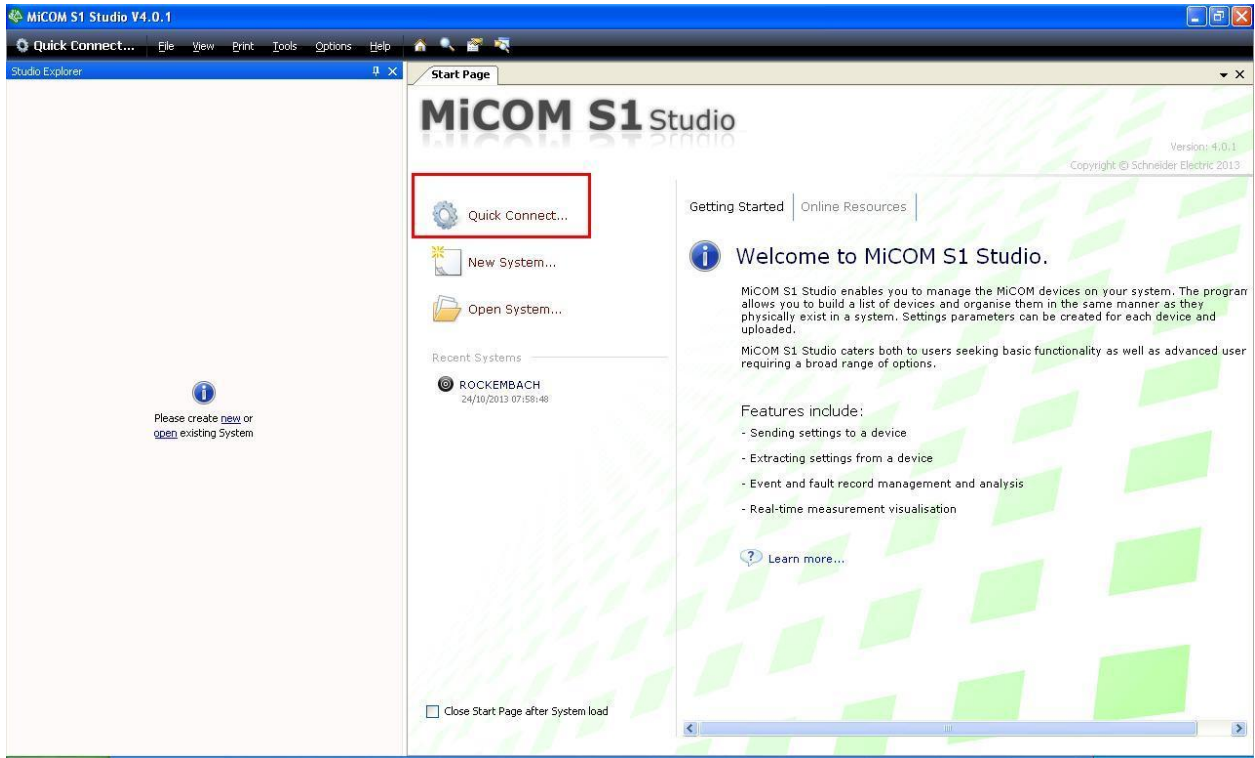 MiCOM S1 Studio V4.0.1
Quick Connect... File View Print Tools Options Help
Studio Explorer
Please create new or
open existing System
Start Page
MiCOM S1 Studio
Version: 4.0.1
Copyright © Schneider Electric 2013
Quick Connect...
New System...
Open System...
Recent Systems
ROCKEMBACH
24/10/2013 07:58:48
Close Start Page after System load
Getting Started Online Resources
Welcome to MiCOM S1 Studio.
MiCOM S1 Studio enables you to manage the MiCOM devices on your system. The program
allows you to build a list of devices and organise them in the same manner as they
physically exist in a system. Settings parameters can be created for each device and
uploaded.
MiCOM S1 Studio caters both to users seeking basic functionality as well as advanced user
requiring a broad range of options.
Features include:
- Sending settings to a device
- Extracting settings from a device
- Event and fault record management and analysis
- Real-time measurement visualisation
Learn more...